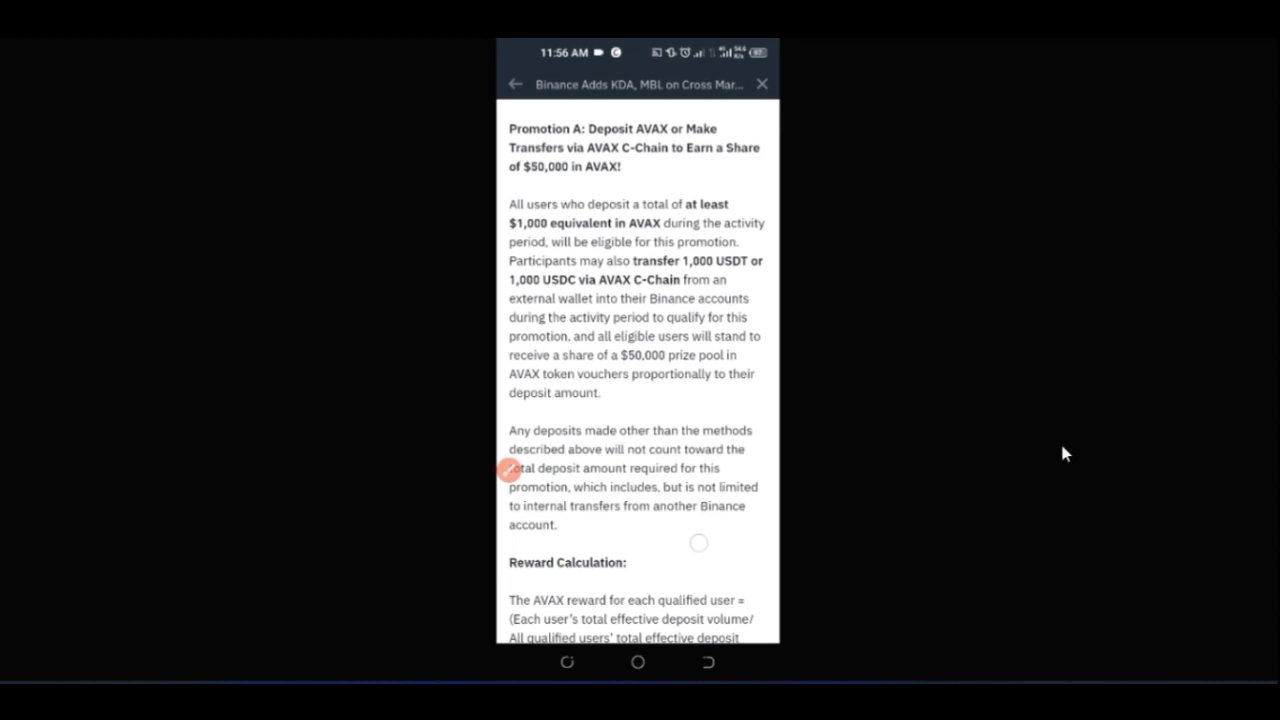 11:56 AM
Binance Adds KDA, MBL on Cross Mar...
Promotion A: Deposit AVAX or Make
Transfers via AVAX C-Chain to Earn a Share
of $50,000 in AVAX!
All users who deposit a total of at least
$1,000 equivalent in AVAX during the activity
period, will be eligible for this promotion.
Participants may also transfer 1,000 USDT or
1,000 USDC via AVAX C-Chain from an
external wallet into their Binance accounts
during the activity period to qualify for this
promotion, and all eligible users will stand to
receive a share of a $50,000 prize pool in
AVAX token vouchers proportionally to their
deposit amount.
Any deposits made other than the methods
described above will not count toward the
total deposit amount required for this
promotion, which includes, but is not limited
to internal transfers from another Binance
account.
Reward Calculation:
The AVAX reward for each qualified user =
(Each user's total effective deposit volume/
All qualified users' total effective deposit